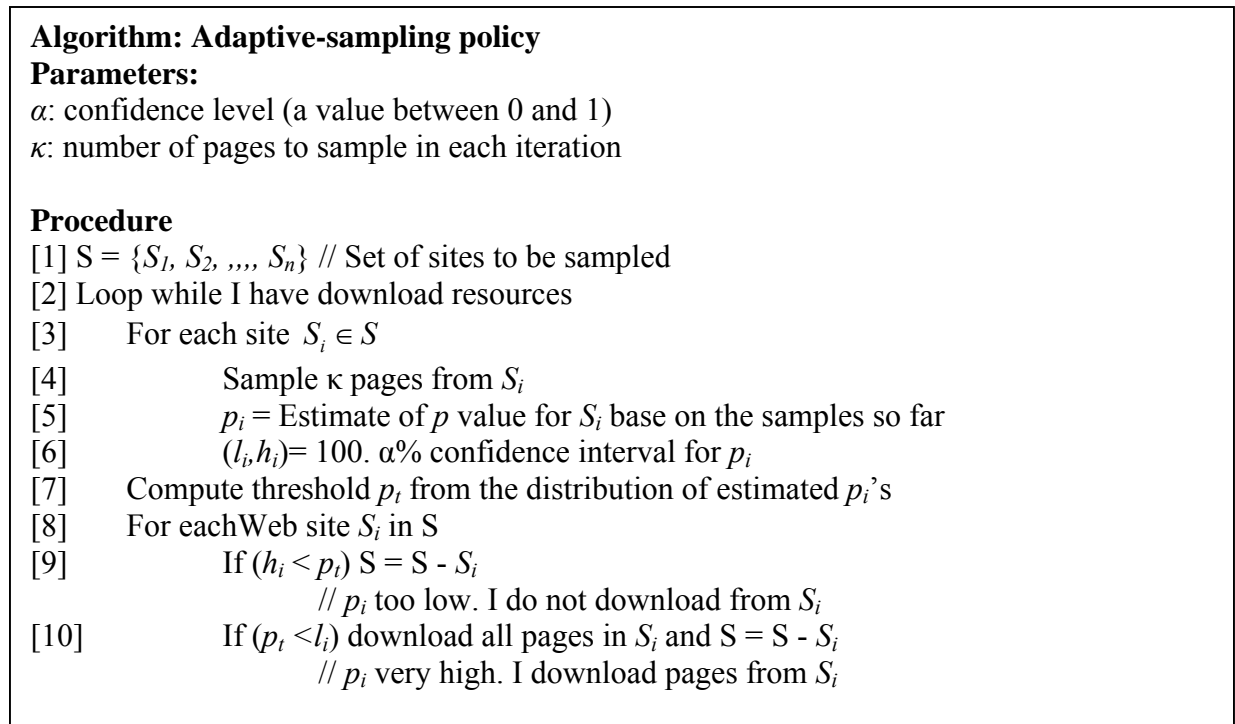 Algorithm: Adaptive-sampling policy
Parameters:
α: confidence level (a value between 0 and 1)
κ: number of pages to sample in each iteration
Procedure
[1] S = {S1, S2, ,,,, Sn} // Set of sites to be sampled
[2] Loop while I have download resources
[3] For each site Si ∈ S
[4] Sample κ pages from Si
[5] pi = Estimate of p value for Si base on the samples so far
[6] (li,hi)= 100. α% confidence interval for pi
[7] Compute threshold pt from the distribution of estimated pi’s
[8] For eachWeb site Si in S
[9] If (hi < pt) S = S - Si
// pi too low. I do not download from Si
[10] If (pt <li) download all pages in Si and S = S - Si
// pi very high. I download pages from Si